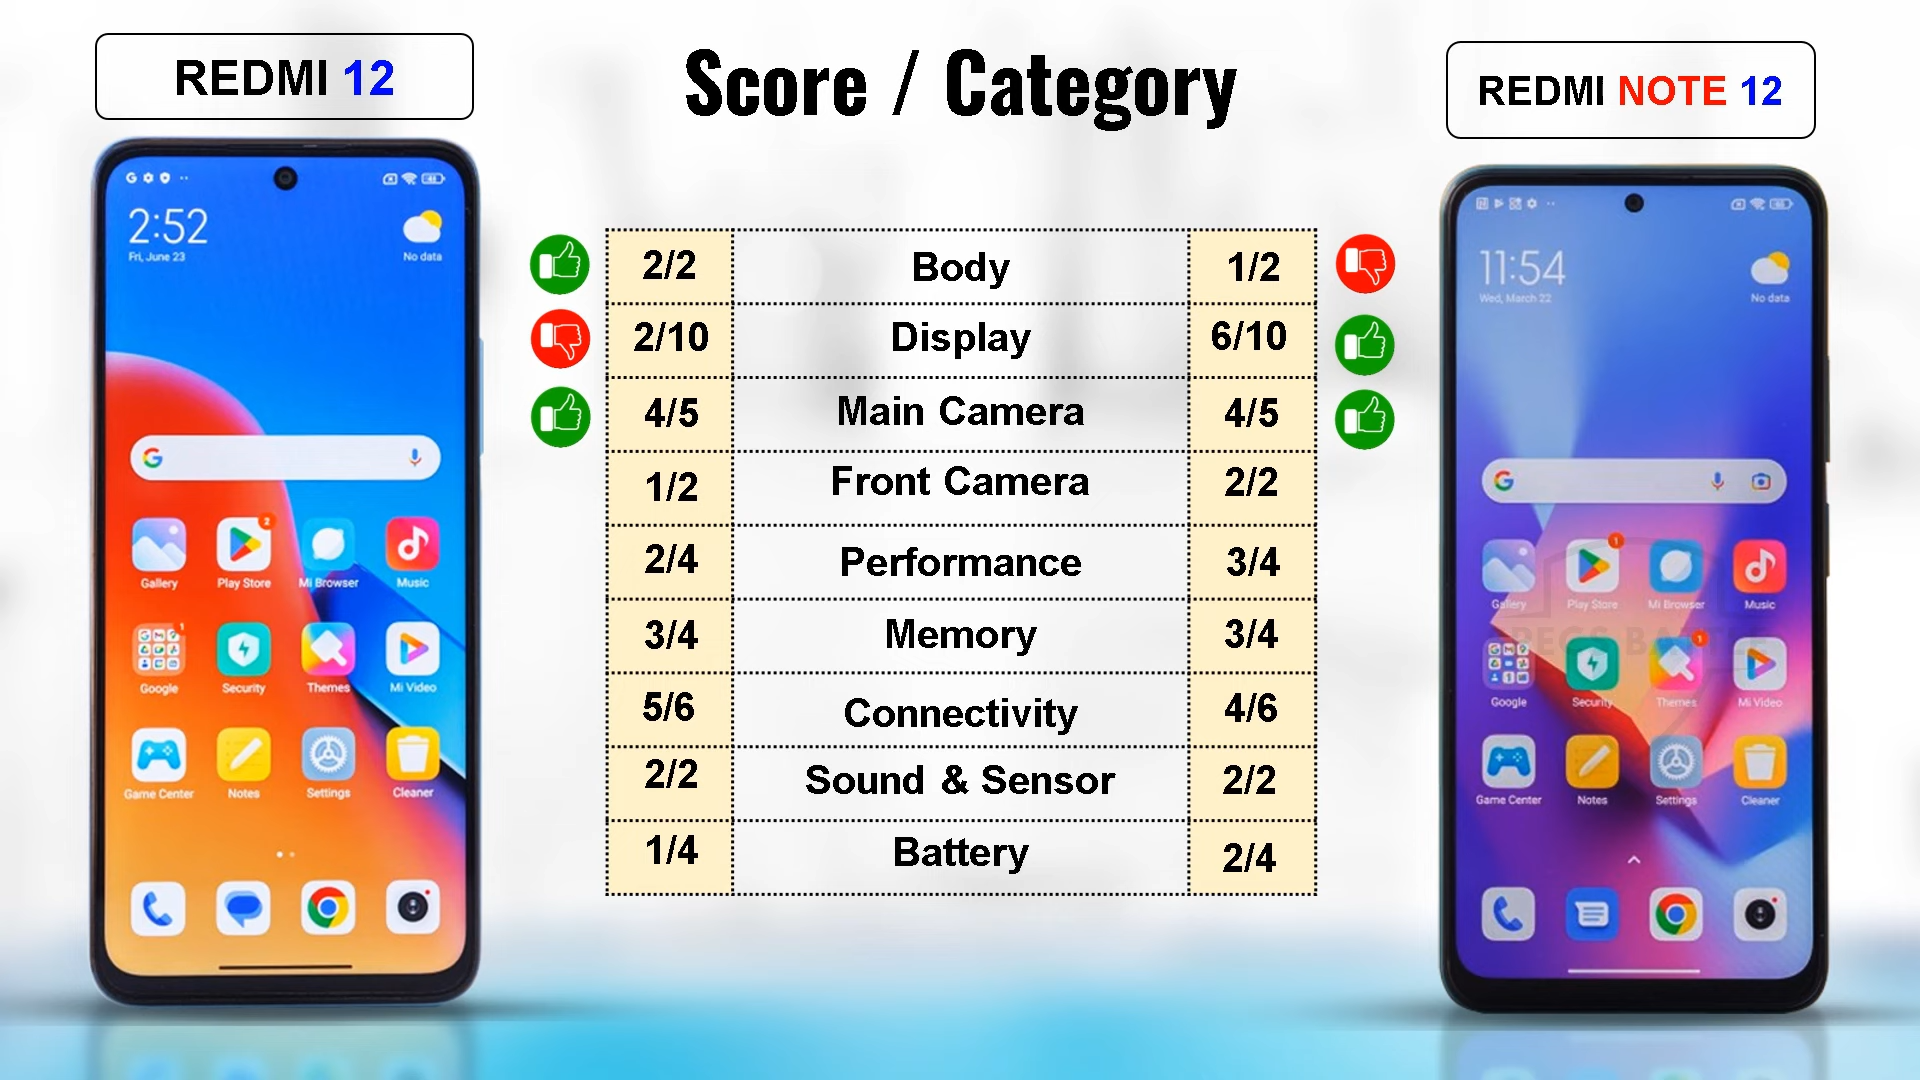 REDMI 12
Score / Category
REDMI NOTE 12
2/2 Body 1/2
2/10 Display 6/10
4/5 Main Camera 4/5
1/2 Front Camera 2/2
2/4 Performance 3/4
3/4 Memory 3/4
5/6 Connectivity 4/6
2/2 Sound & Sensor 2/2
1/4 Battery 2/4
2:52
Fri, June 23
No data
Gallery Play Store Mi Browser Music
Google Security Themes Mi Video
Game Center Notes Settings Cleaner
11:54
Wed, March 22
No data
Gallery Play Store Mi Browser Music
Google Security Themes Mi Video
Game Center Notes Settings Cleaner